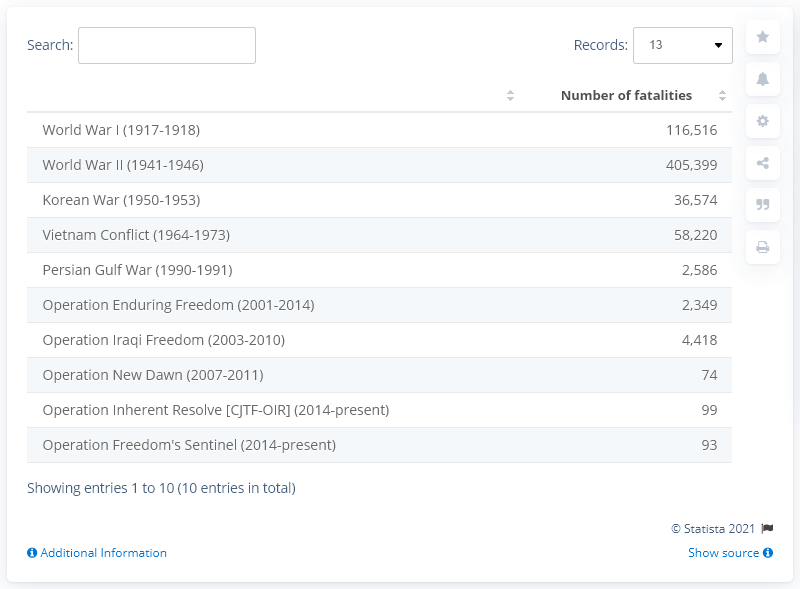 Search:
Records: 13
Number of fatalities
World War I (1917-1918) 116,516
World War II (1941-1946) 405,399
Korean War (1950-1953) 36,574
Vietnam Conflict (1964-1973) 58,220
Persian Gulf War (1990-1991) 2,586
Operation Enduring Freedom (2001-2014) 2,349
Operation Iraqi Freedom (2003-2010) 4,418
Operation New Dawn (2007-2011) 74
Operation Inherent Resolve [CJTF-OIR] (2014-present) 99
Operation Freedom's Sentinel (2014-present) 93
Showing entries 1 to 10 (10 entries in total)
© Statista 2021
Additional Information
Show source